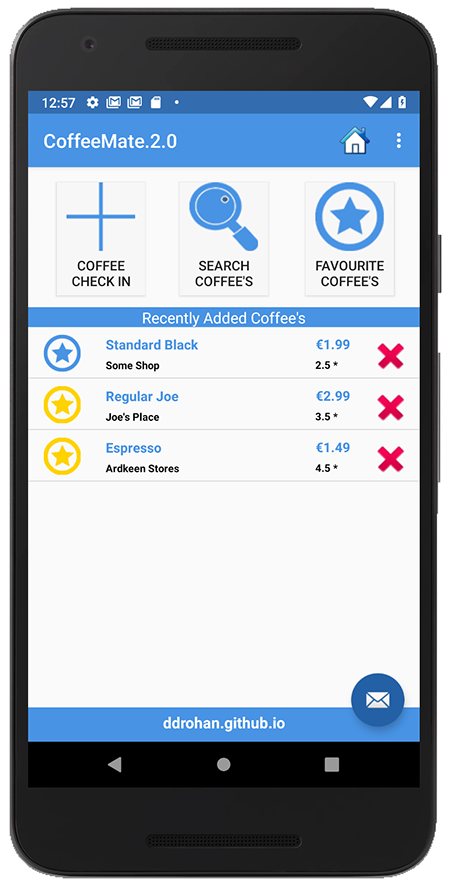 12:57
CoffeeMate.2.0
COFFEE
CHECK IN
SEARCH
COFFEE'S
FAVOURITE
COFFEE'S
Recently Added Coffee's
Standard Black €1.99
Some Shop 2.5 *
Regular Joe €2.99
Joe's Place 3.5 *
Espresso €1.49
Ardkeen Stores 4.5 *
ddrohan.github.io